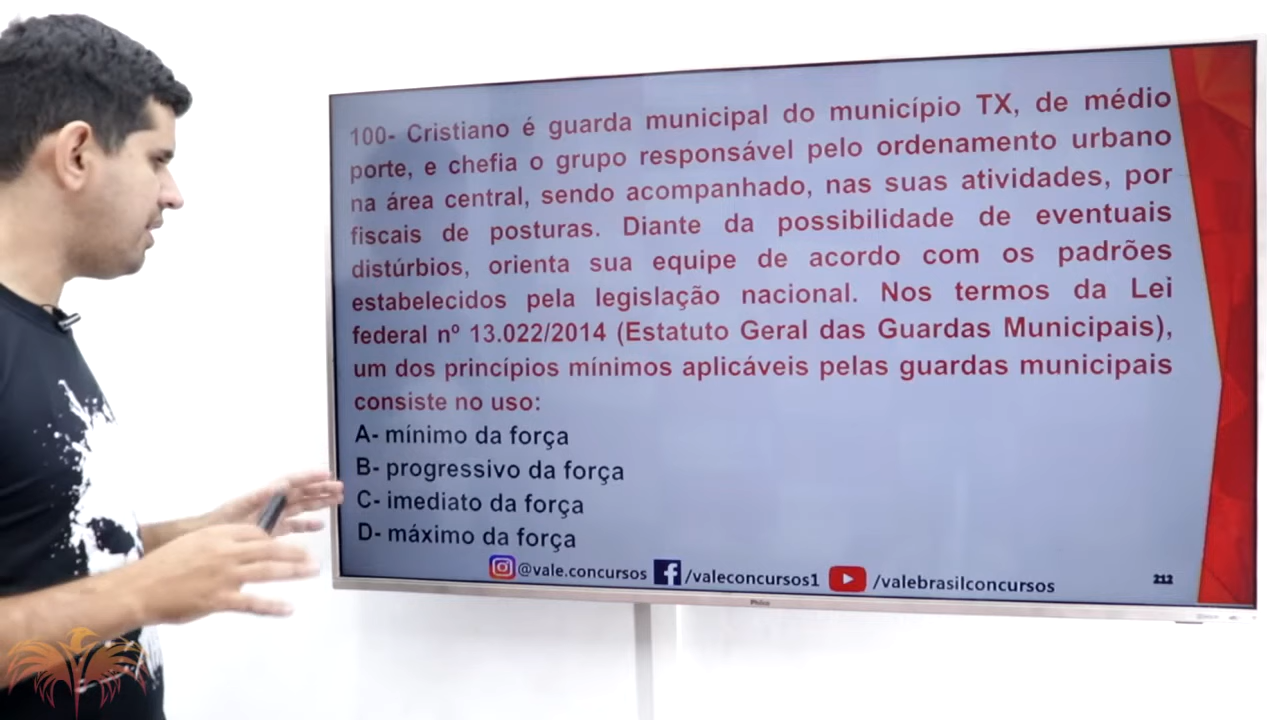 100- Cristiano é guarda municipal do município TX, de médio
porte, e chefia o grupo responsável pelo ordenamento urbano
na área central, sendo acompanhado, nas suas atividades, por
fiscais de posturas. Diante da possibilidade de eventuais
distúrbios, orienta sua equipe de acordo com os padrões
estabelecidos pela legislação nacional. Nos termos da Lei
federal nº 13.022/2014 (Estatuto Geral das Guardas Municipais),
um dos princípios mínimos aplicáveis pelas guardas municipais
consiste no uso:
A- mínimo da força
B- progressivo da força
C- imediato da força
D- máximo da força
@vale.concursos /valeconcursos1 /valebrasilconcursos 212
Philco